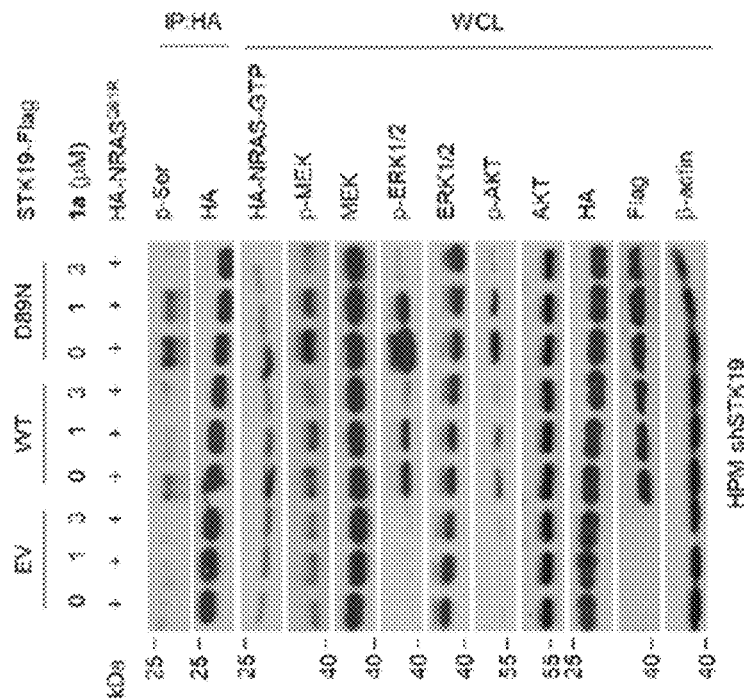 EV WT D89N STK19-Flag
0 1 3 0 1 3 0 1 3 1a (μM)
kDa + + + + + + + + + HA-NRAS
25- p-Ser
25- HA
IP:HA
25- HA-NRAS-GTP
40- p-MEK
40- MEK
40- p-ERK1/2
40- ERK1/2
55- p-AKT
55- AKT
25- HA
40- Flag
40- β-actin
WCL
HPM shSTK19